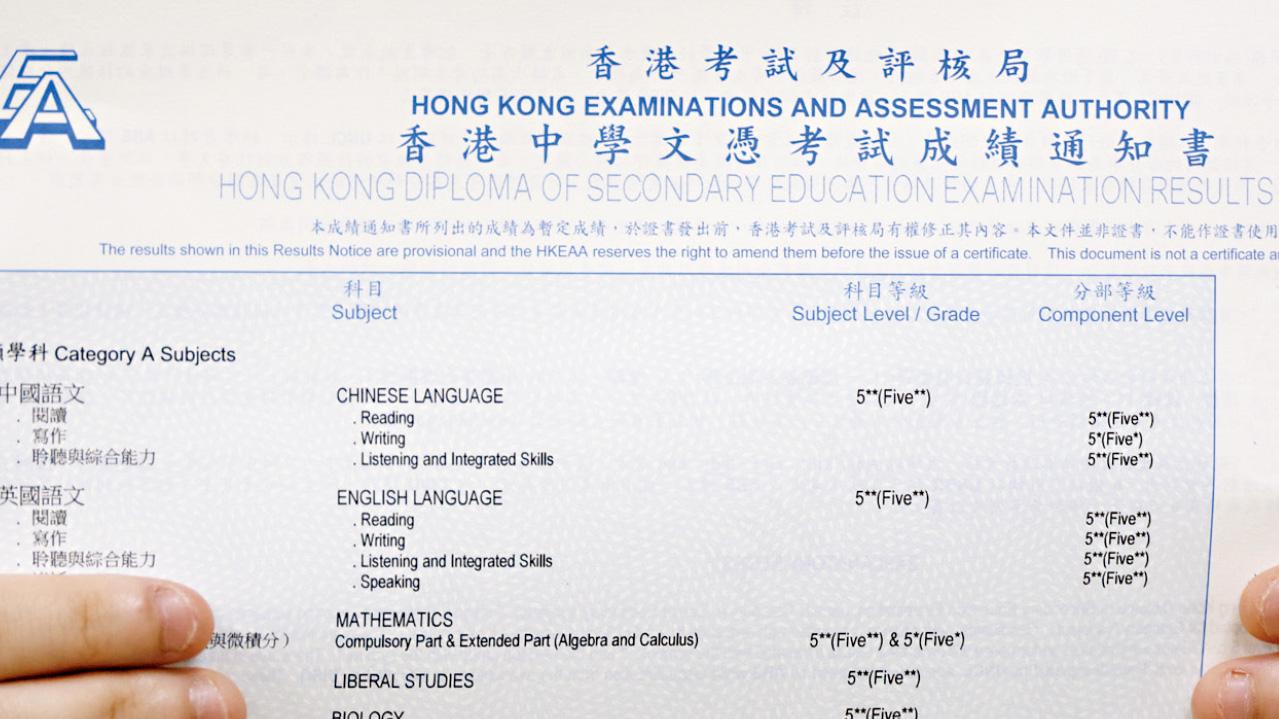 香港考試及評核局
HONG KONG EXAMINATIONS AND ASSESSMENT AUTHORITY
香港中學文憑考試成績通知書
HONG KONG DIPLOMA OF SECONDARY EDUCATION EXAMINATION RESULTS
本成績通知書所列出的成績為暫定成績，於證書發出前，香港考試及評核局有權修正其內容。本文件並非證書，不能作證書使用
The results shown in this Results Notice are provisional and the HKEAA reserves the right to amend them before the issue of a certificate. This document is not a certificate
科目 科目等級 分部等級
Subject Subject Level / Grade Component Level
學科 Category A Subjects
中國語文 CHINESE LANGUAGE 5**(Five**)
. 閱讀 . Reading 5**(Five**)
. 寫作 . Writing 5*(Five*)
. 聆聽與綜合能力 . Listening and Integrated Skills 5**(Five**)
英國語文 ENGLISH LANGUAGE 5**(Five**)
. 閱讀 . Reading 5**(Five**)
. 寫作 . Writing 5**(Five**)
. 聆聽與綜合能力 . Listening and Integrated Skills 5**(Five**)
. Speaking 5**(Five**)
MATHEMATICS
與微積分） Compulsory Part & Extended Part (Algebra and Calculus) 5**(Five**) & 5*(Five*)
LIBERAL STUDIES 5**(Five**)
BIOLOGY 5**(Five**)